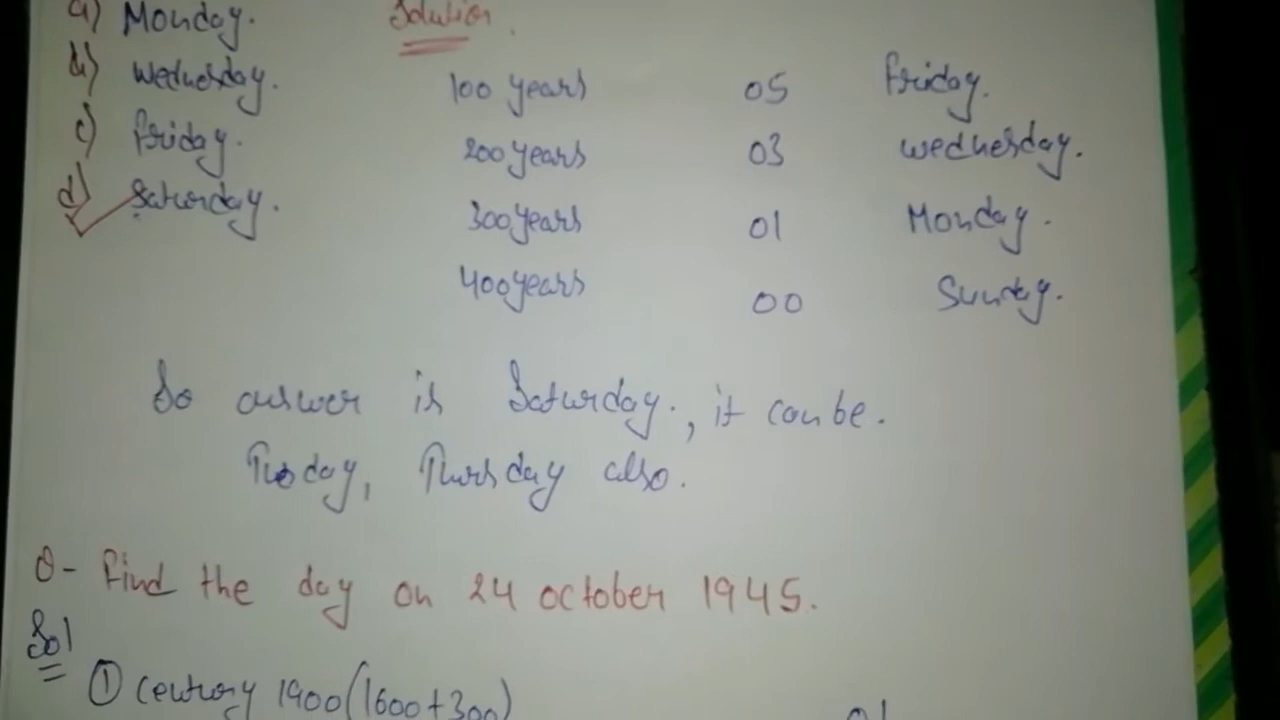 a) Monday. Solution.
b) Wednesday. 100 years 05 Friday.
c) Friday. 200 years 03 Wednesday.
d) Saturday. 300 years 01 Monday.
400 years 00 Sunday.
So answer is Saturday., it can be.
Tuesday, Thursday also.
Q- Find the day on 24 october 1945.
Sol
① Century 1900 (1600+300) 01